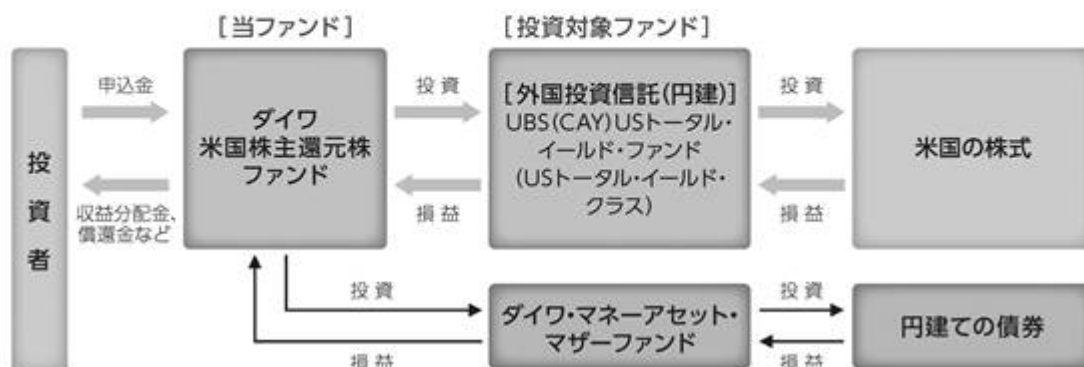 [当ファンド]
[投資対象ファンド]
投資者
申込金
収益分配金、
償還金など
ダイワ
米国株主還元株
ファンド
投資
損益
[外国投資信託(円建)]
UBS(CAY)USトータル・
イールド・ファンド
(USトータル・イールド・
クラス)
投資
損益
米国の株式
投資
損益
ダイワ・マネーアセット・
マザーファンド
投資
損益
円建ての債券